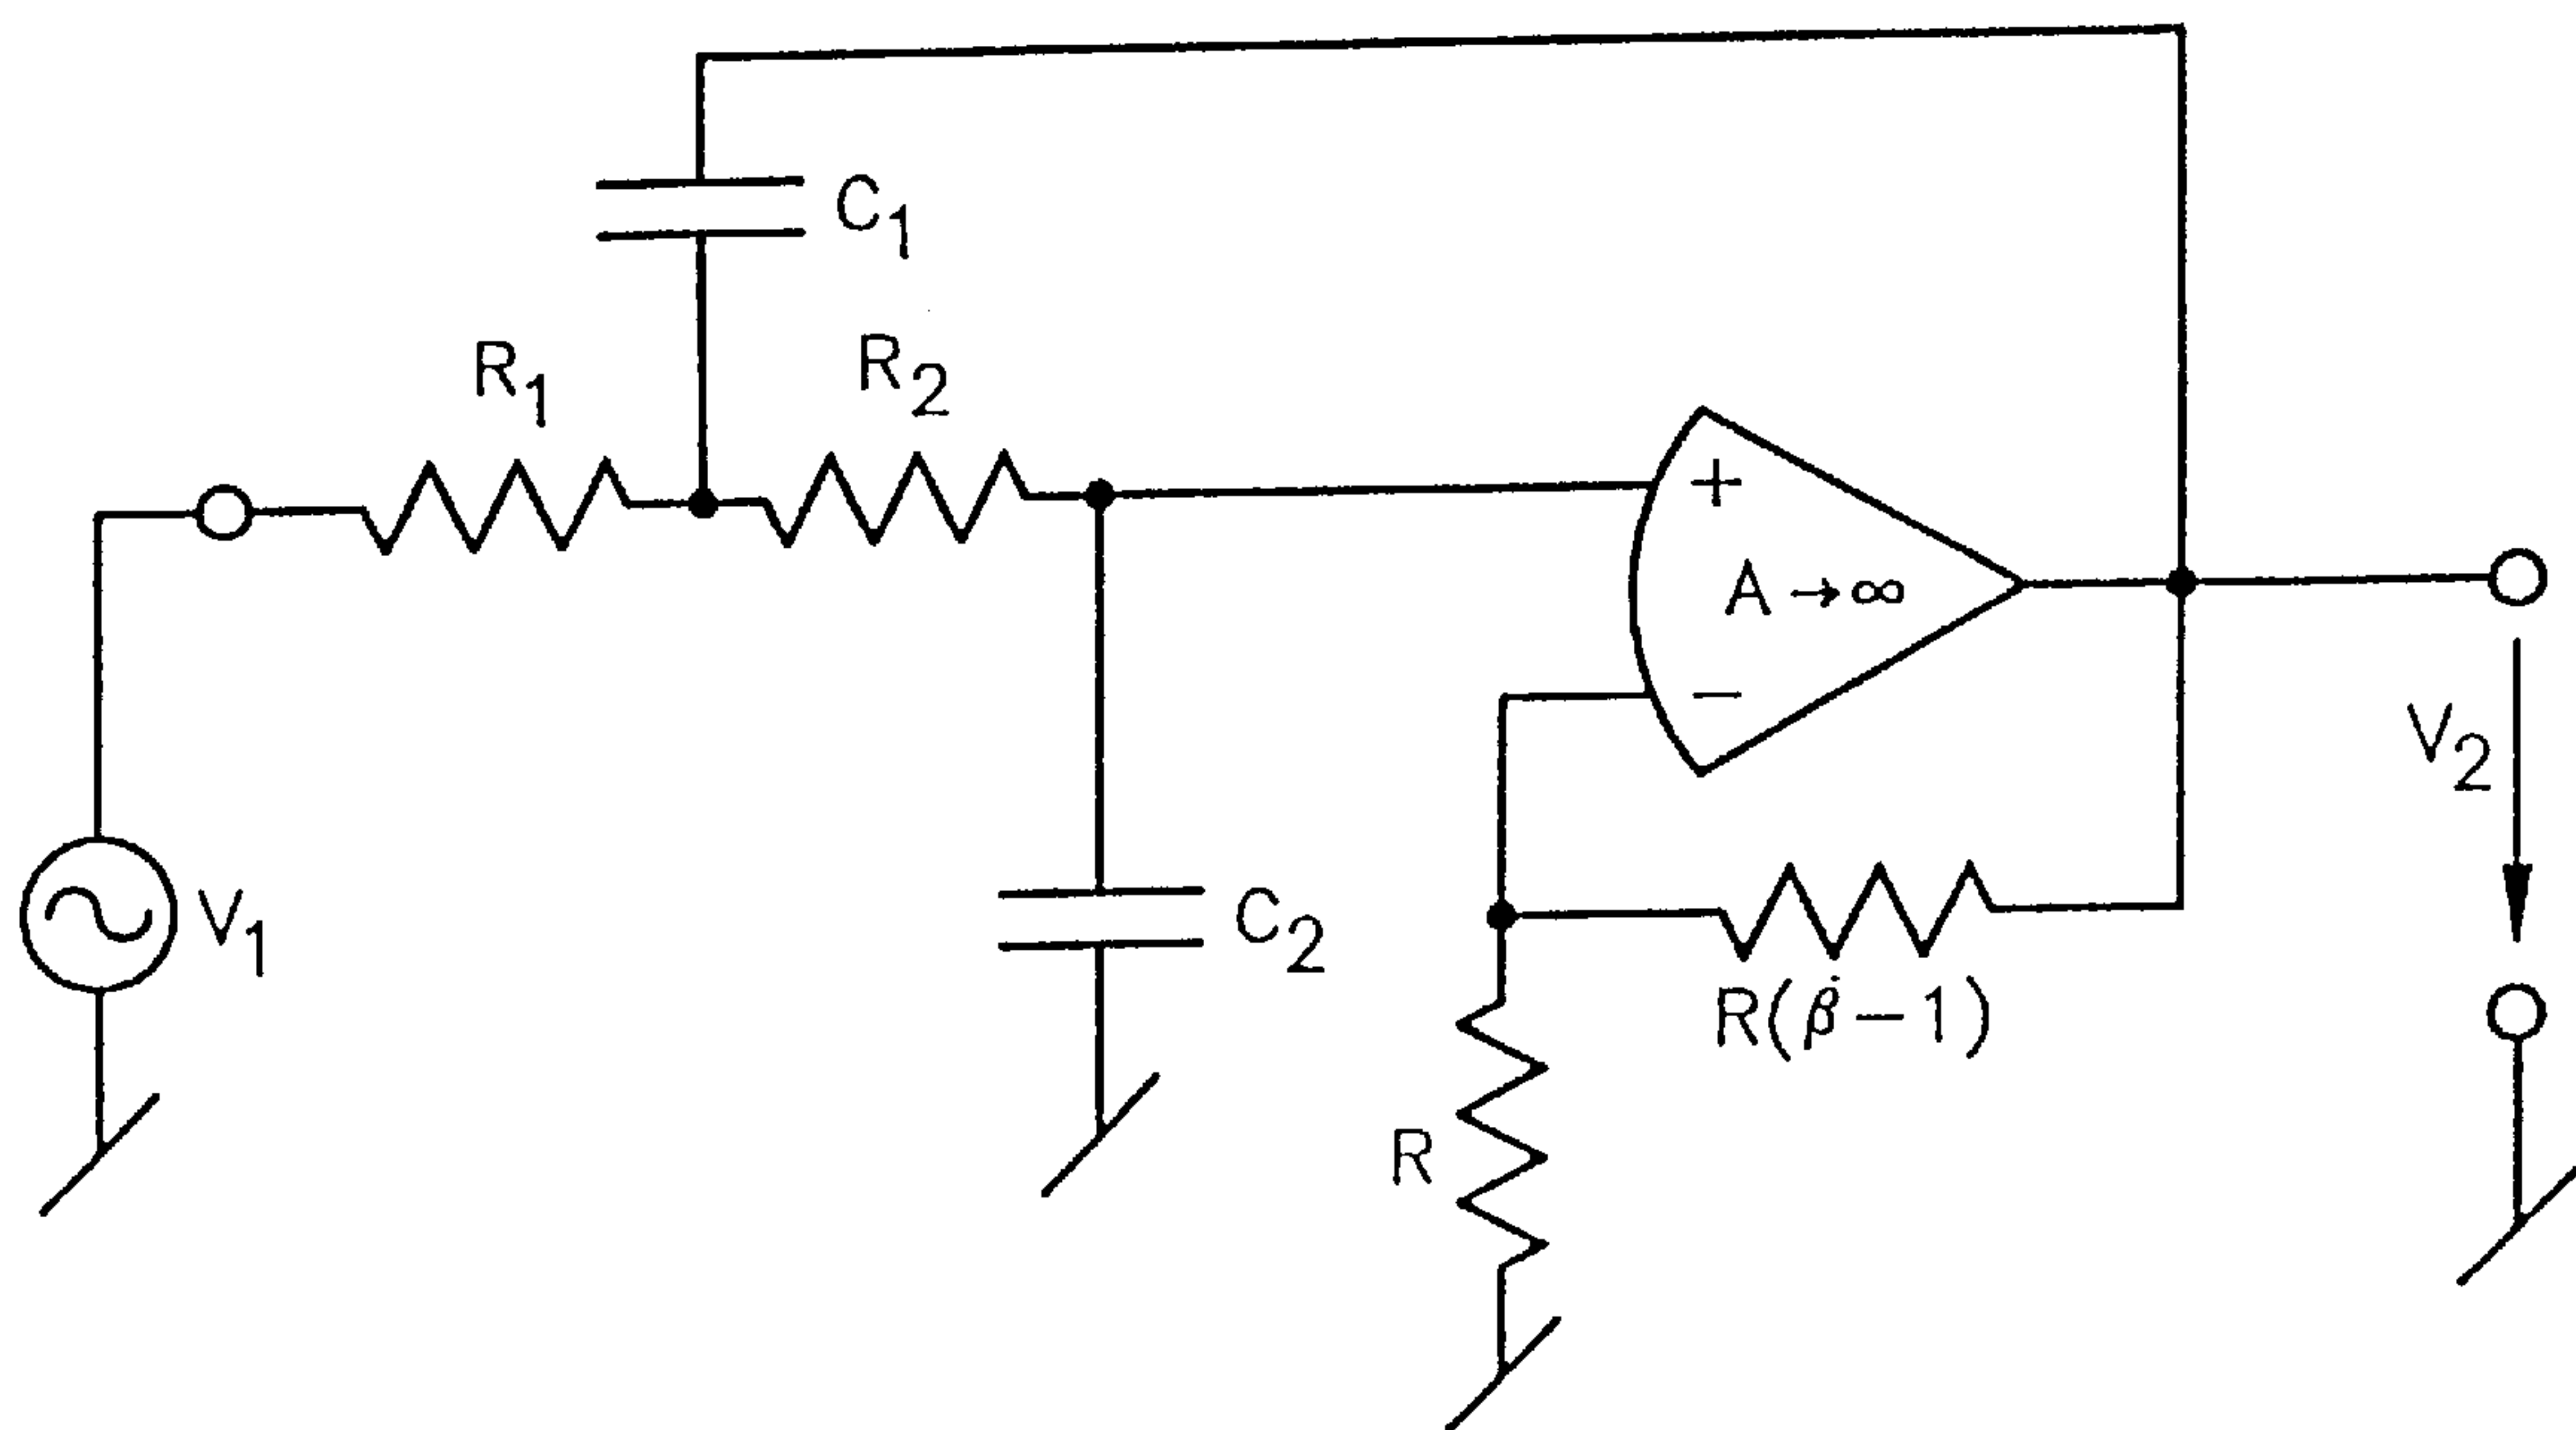 C₁
R₁
R₂
+
A → ∞
−
V₂
V₁
C₂
R(β − 1)
R